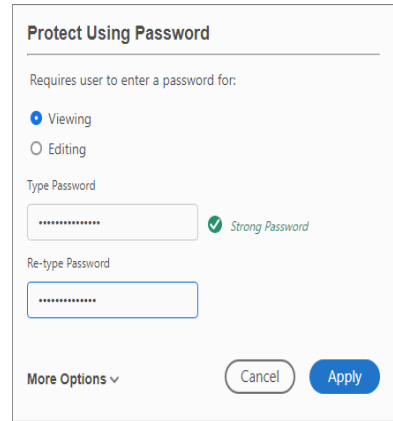 Protect Using Password
Requires user to enter a password for:
Viewing
Editing
Type Password
•••••••••••••••
Strong Password
Re-type Password
••••••••••••••
More Options
Cancel
Apply